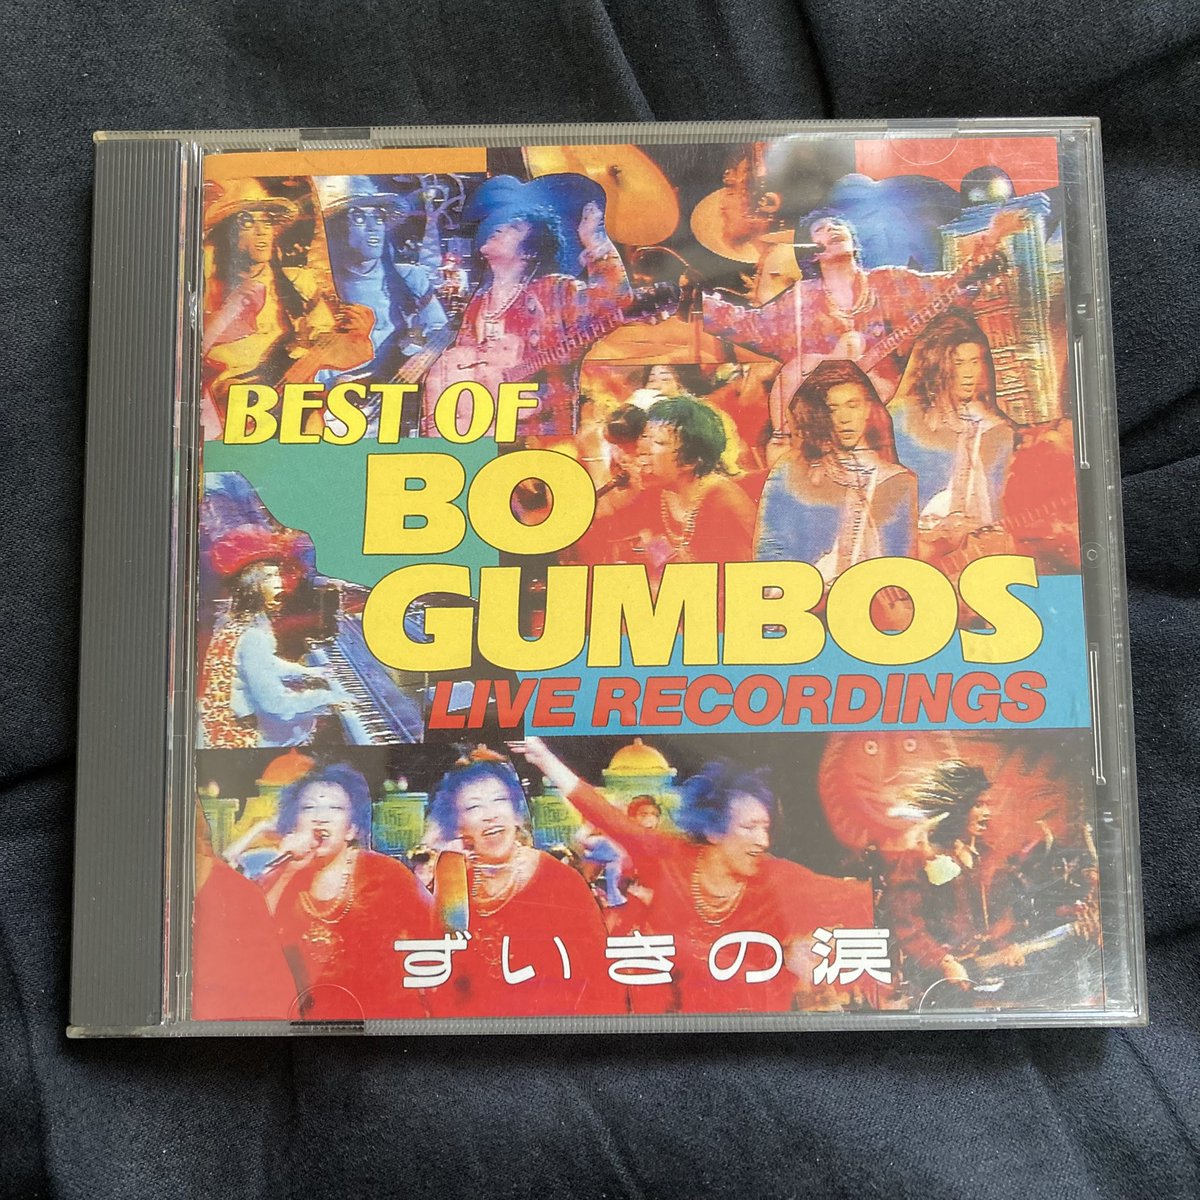 BEST OF
BO
GUMBOS
LIVE RECORDINGS
ずいきの涙